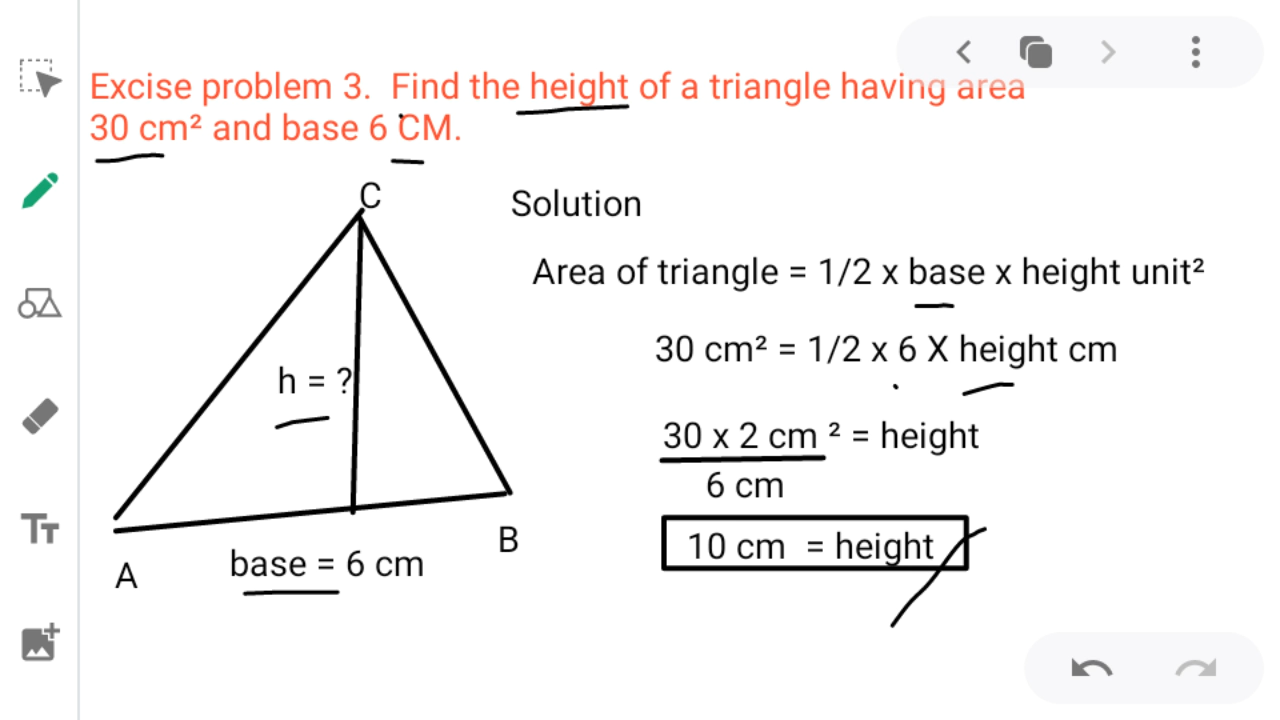 Excise problem 3. Find the height of a triangle having area
30 cm² and base 6 CM.
C
Solution
Area of triangle = 1/2 x base x height unit²
30 cm² = 1/2 x 6 X height cm
h = ?
30 x 2 cm ² = height
6 cm
10 cm = height
B
base = 6 cm
A
TT